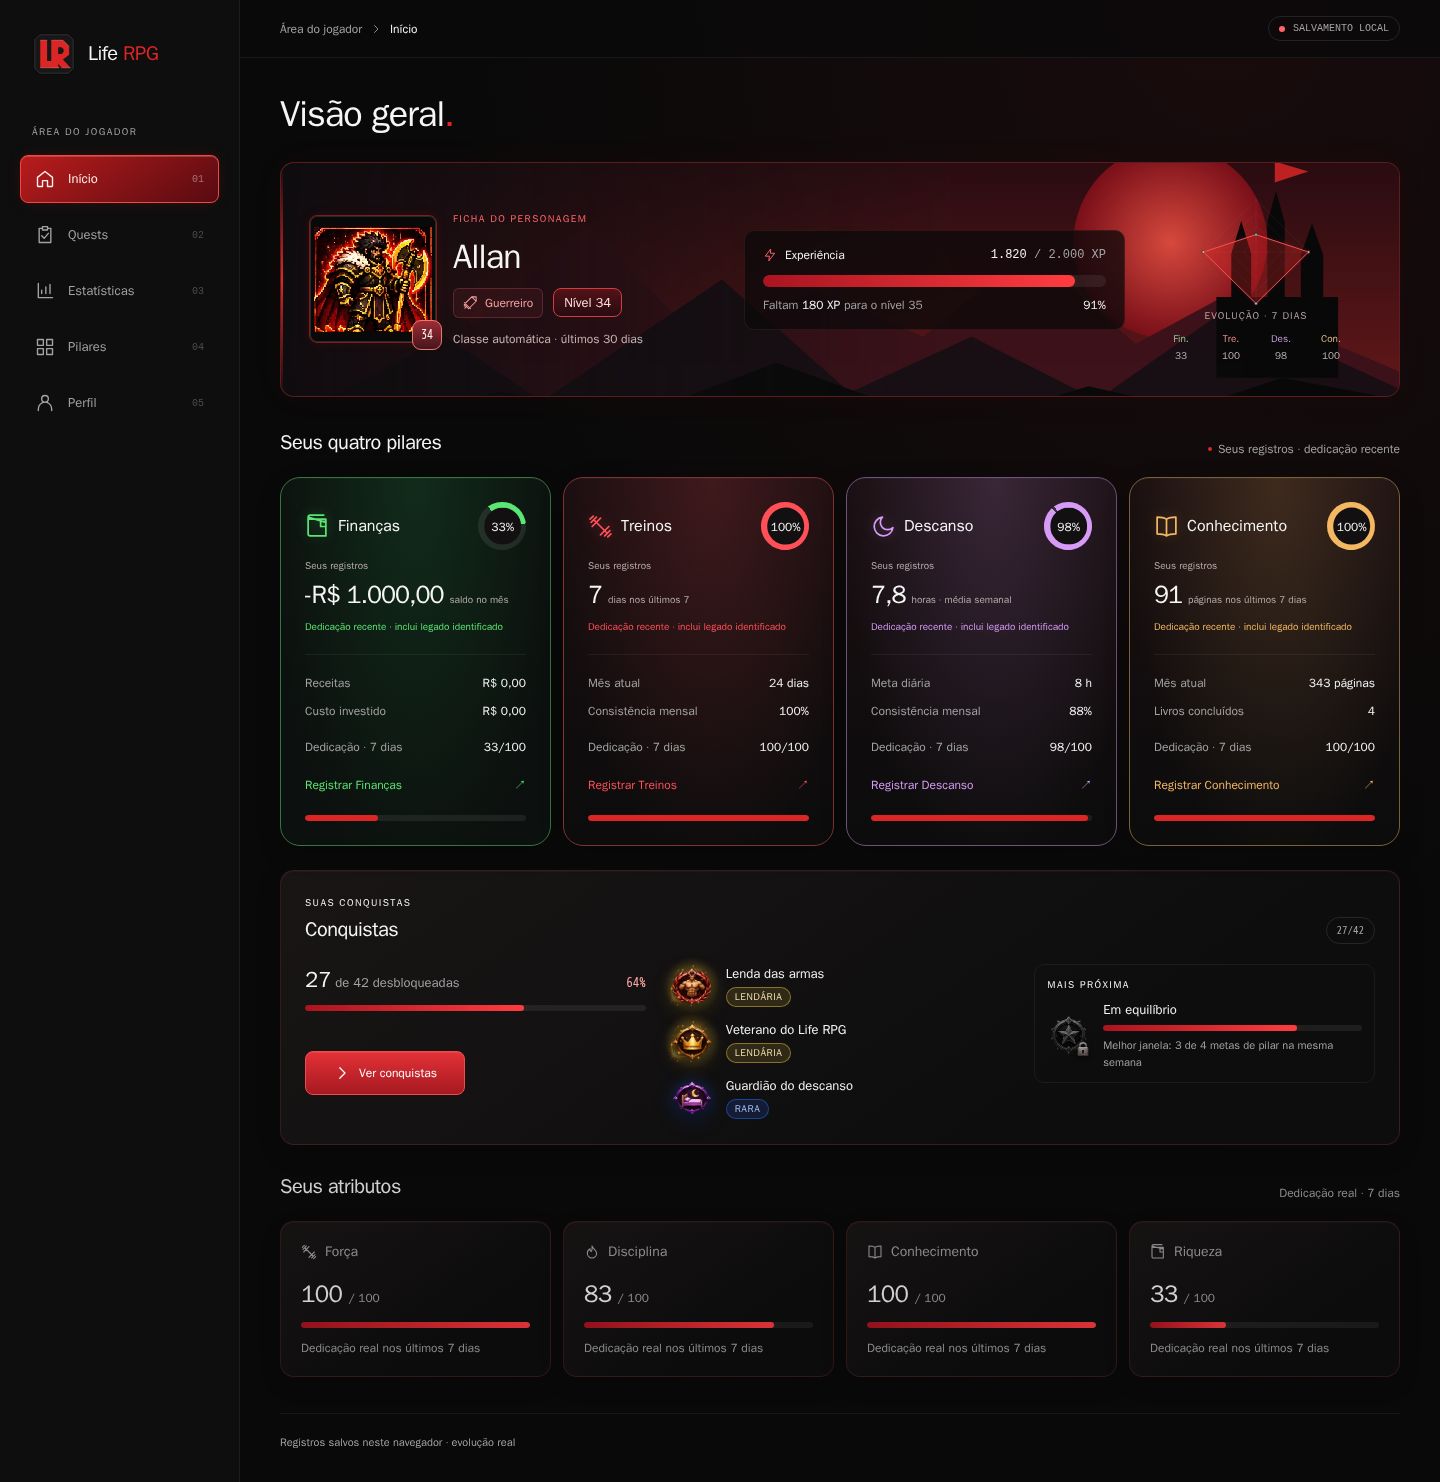 Life RPG
ÁREA DO JOGADOR
Início 01
Quests 02
Estatísticas 03
Pilares 04
Perfil 05
Área do jogador > Início
SALVAMENTO LOCAL
Visão geral.
FICHA DO PERSONAGEM
Allan
Guerreiro Nível 34
34
Classe automática · últimos 30 dias
Experiência 1.820 / 2.000 XP
Faltam 180 XP para o nível 35 91%
EVOLUÇÃO · 7 DIAS
Fin. Tre. Des. Con.
33 100 98 100
Seus quatro pilares
Seus registros · dedicação recente
Finanças 33%
Seus registros
-R$ 1.000,00 saldo no mês
Dedicação recente · inclui legado identificado
Receitas R$ 0,00
Custo investido R$ 0,00
Dedicação · 7 dias 33/100
Registrar Finanças ↗
Treinos 100%
Seus registros
7 dias nos últimos 7
Dedicação recente · inclui legado identificado
Mês atual 24 dias
Consistência mensal 100%
Dedicação · 7 dias 100/100
Registrar Treinos ↗
Descanso 98%
Seus registros
7,8 horas · média semanal
Dedicação recente · inclui legado identificado
Meta diária 8 h
Consistência mensal 88%
Dedicação · 7 dias 98/100
Registrar Descanso ↗
Conhecimento 100%
Seus registros
91 páginas nos últimos 7 dias
Dedicação recente · inclui legado identificado
Mês atual 343 páginas
Livros concluídos 4
Dedicação · 7 dias 100/100
Registrar Conhecimento ↗
SUAS CONQUISTAS
Conquistas 27/42
27 de 42 desbloqueadas 64%
Ver conquistas
Lenda das armas
LENDÁRIA
Veterano do Life RPG
LENDÁRIA
Guardião do descanso
RARA
MAIS PRÓXIMA
Em equilíbrio
Melhor janela: 3 de 4 metas de pilar na mesma
semana
Seus atributos
Dedicação real · 7 dias
Força
100 / 100
Dedicação real nos últimos 7 dias
Disciplina
83 / 100
Dedicação real nos últimos 7 dias
Conhecimento
100 / 100
Dedicação real nos últimos 7 dias
Riqueza
33 / 100
Dedicação real nos últimos 7 dias
Registros salvos neste navegador · evolução real